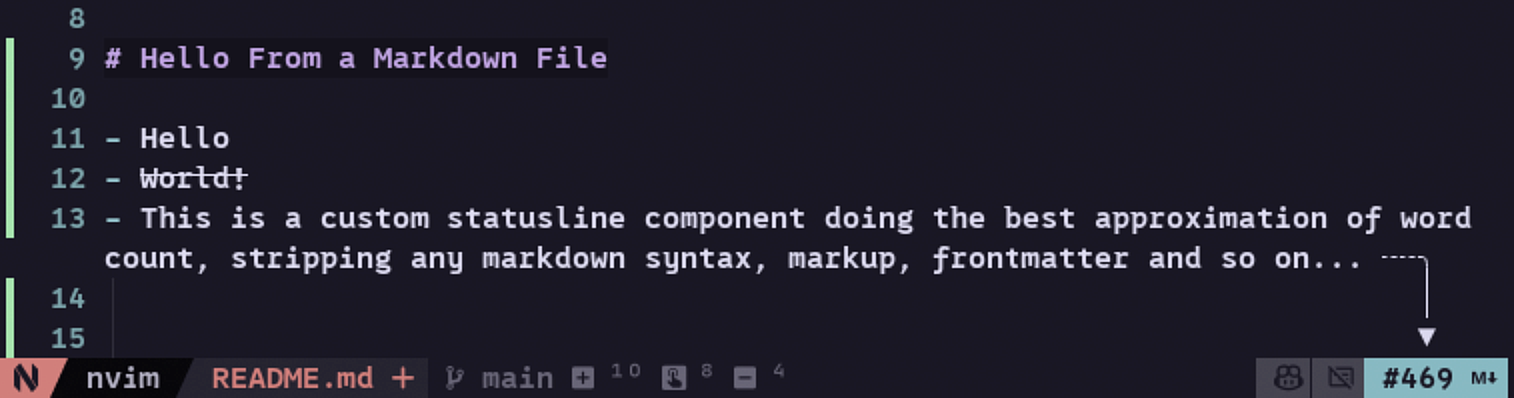 8
9 # Hello From a Markdown File
10
11 - Hello
12 - World!
13 - This is a custom statusline component doing the best approximation of word
count, stripping any markdown syntax, markup, frontmatter and so on...
14
15
N nvim README.md + main 10 8 4 #469 M↓